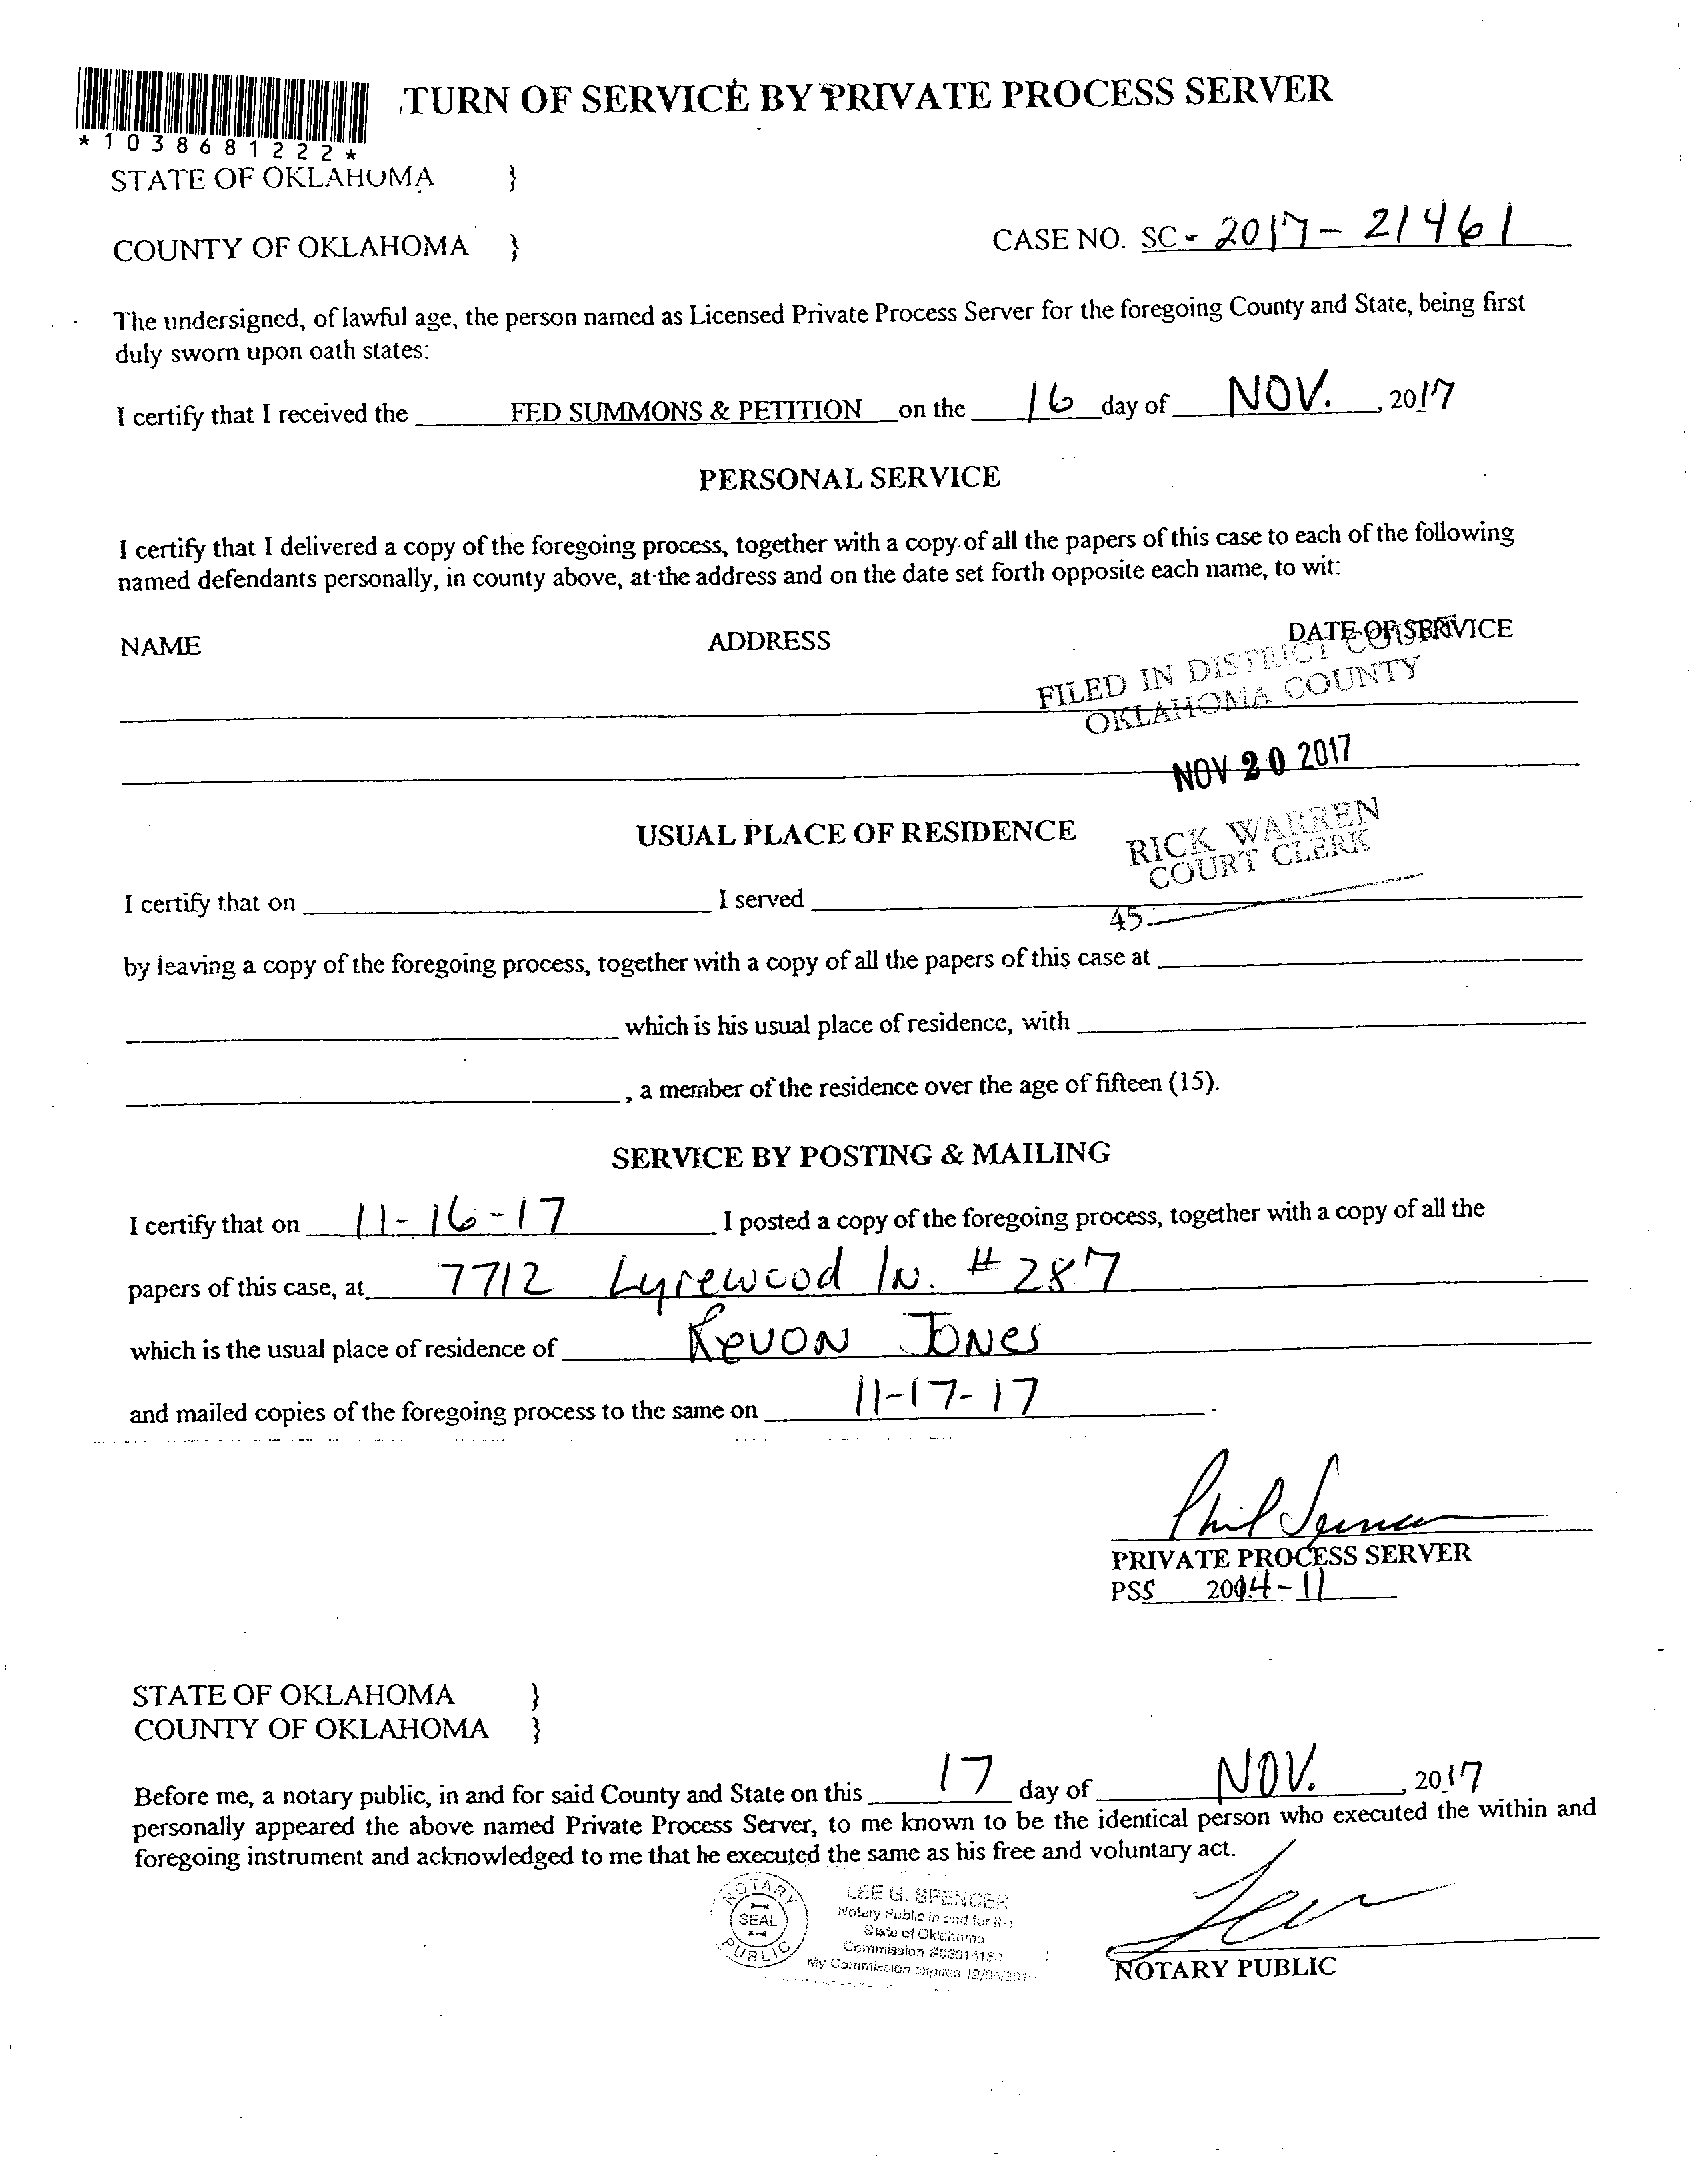 TURN OF SERVICE BY PRIVATE PROCESS SERVER
*1038681222*
STATE OF OKLAHOMA }
COUNTY OF OKLAHOMA } CASE NO. SC - 2017 - 21461
The undersigned, of lawful age, the person named as Licensed Private Process Server for the foregoing County and State, being first
duly sworn upon oath states:
I certify that I received the FED SUMMONS & PETITION on the 16 day of NOV. , 2017
PERSONAL SERVICE
I certify that I delivered a copy of the foregoing process, together with a copy of all the papers of this case to each of the following
named defendants personally, in county above, at the address and on the date set forth opposite each name, to wit:
NAME ADDRESS DATE OF SERVICE
FILED IN DISTRICT COURT
OKLAHOMA COUNTY
NOV 20 2017
RICK WARREN
COURT CLERK
45
USUAL PLACE OF RESIDENCE
I certify that on I served
by leaving a copy of the foregoing process, together with a copy of all the papers of this case at
which is his usual place of residence, with
, a member of the residence over the age of fifteen (15).
SERVICE BY POSTING & MAILING
I certify that on 11-16-17 I posted a copy of the foregoing process, together with a copy of all the
papers of this case, at 7712 Lyrewood ln. #287
which is the usual place of residence of Kevon Jones
and mailed copies of the foregoing process to the same on 11-17-17 .
Phil Spencer
PRIVATE PROCESS SERVER
PSS 2004-11
STATE OF OKLAHOMA }
COUNTY OF OKLAHOMA }
Before me, a notary public, in and for said County and State on this 17 day of NOV. , 2017
personally appeared the above named Private Process Server, to me known to be the identical person who executed the within and
foregoing instrument and acknowledged to me that he executed the same as his free and voluntary act.
NOTARY
SEAL
PUBLIC
LEE G. SPENCER
Notary Public in and for the
State of Oklahoma
Commission
My Commission expires
NOTARY PUBLIC